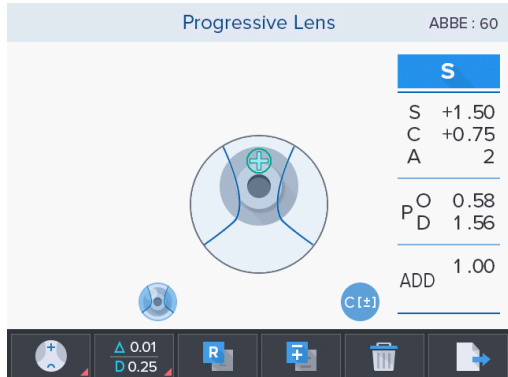 Progressive Lens
ABBE : 60
S
S +1.50
C +0.75
A 2
P O 0.58
D 1.56
ADD 1.00
C[±]
Δ 0.01
D 0.25
R